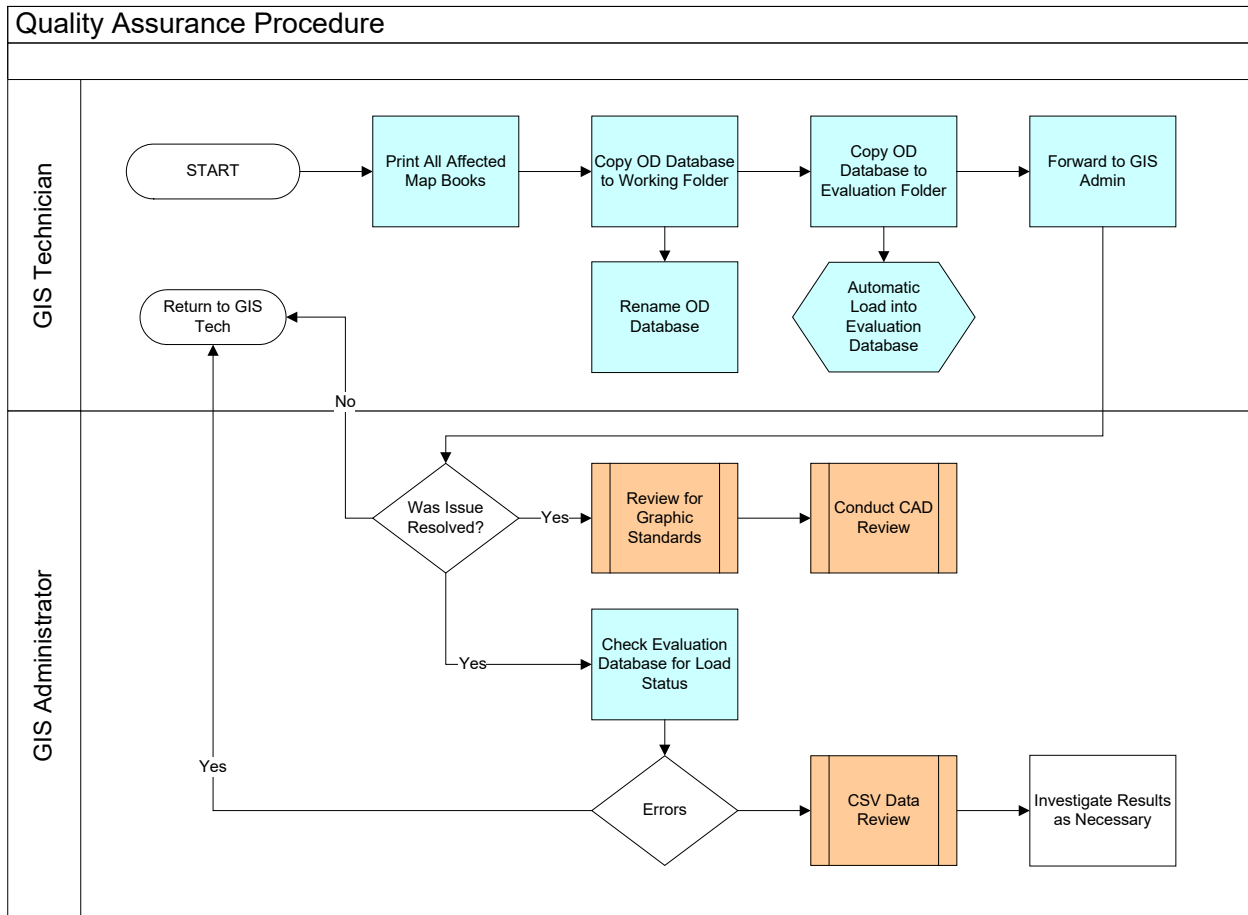 Quality Assurance Procedure
GIS Technician
START
Print All Affected
Map Books
Copy OD Database
to Working Folder
Copy OD
Database to
Evaluation Folder
Forward to GIS
Admin
Return to GIS
Tech
Rename OD
Database
Automatic
Load into
Evaluation
Database
No
GIS Administrator
Was Issue
Resolved?
Yes
Review for
Graphic
Standards
Conduct CAD
Review
Yes
Check Evaluation
Database for Load
Status
Yes
Errors
CSV Data
Review
Investigate Results
as Necessary